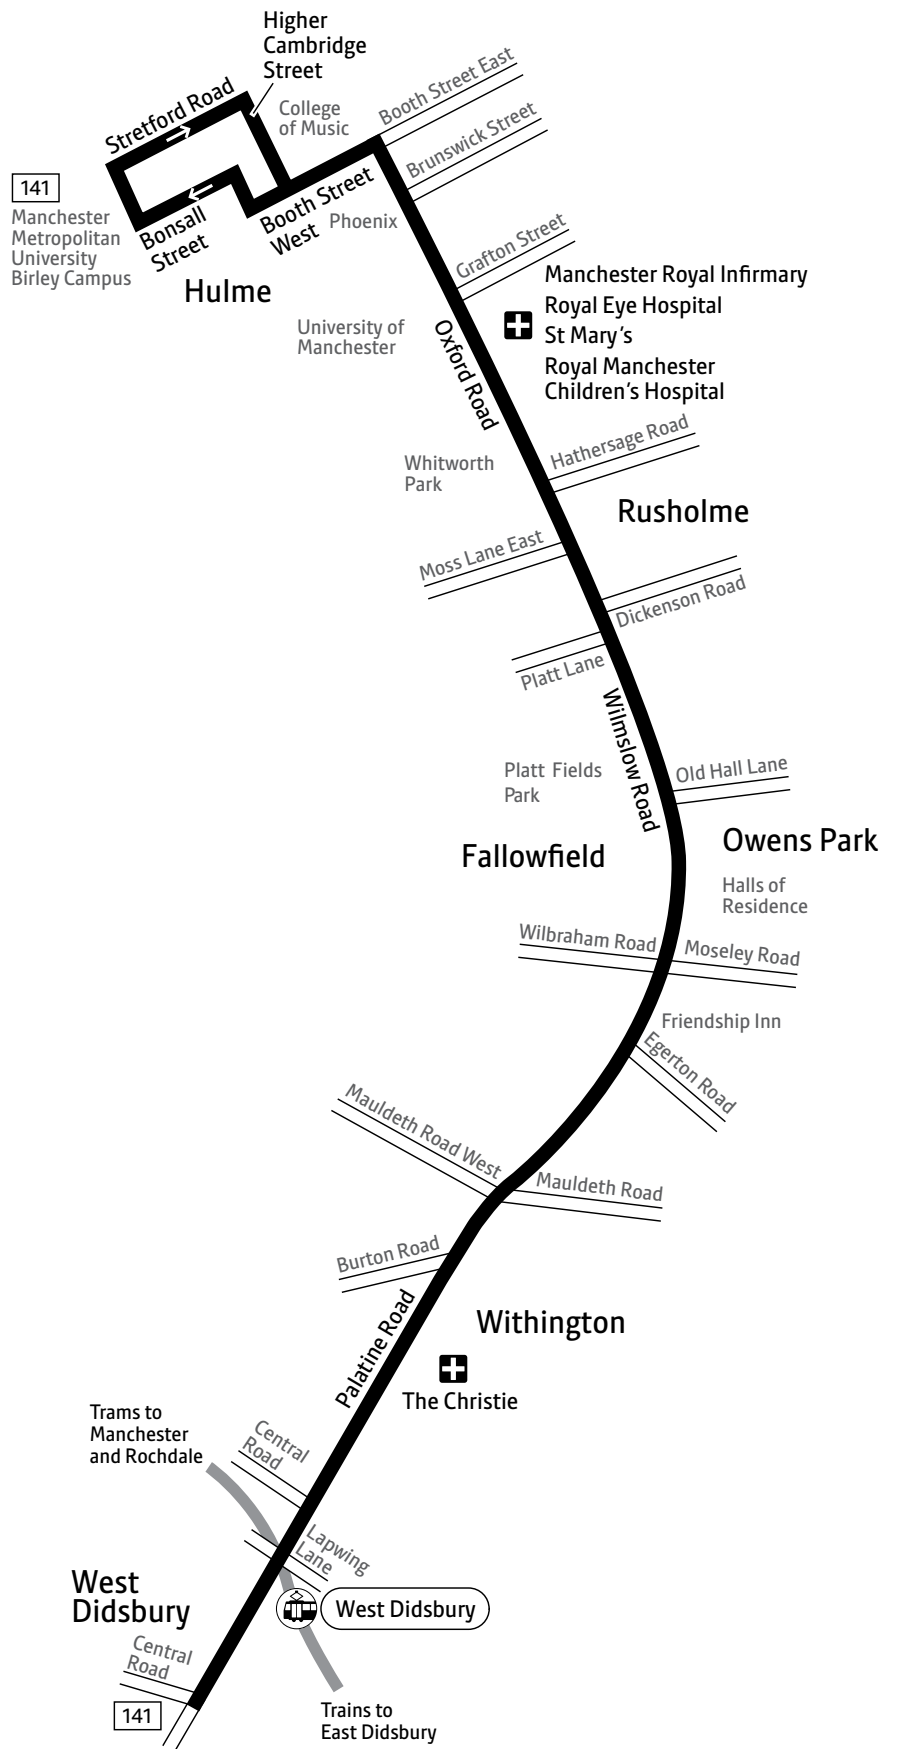 Higher
Cambridge
Street
Stretford Road
College
of Music
Booth Street East
Brunswick Street
141
Manchester
Metropolitan
University
Birley Campus
Bonsall
Street
Booth Street
West
Phoenix
Hulme
Grafton Street
Manchester Royal Infirmary
Royal Eye Hospital
St Mary's
Royal Manchester
Children's Hospital
University of
Manchester
Oxford Road
Hathersage Road
Whitworth
Park
Rusholme
Moss Lane East
Dickenson Road
Platt Lane
Wilmslow Road
Platt Fields
Park
Old Hall Lane
Fallowfield
Owens Park
Halls of
Residence
Wilbraham Road
Moseley Road
Friendship Inn
Egerton Road
Mauldeth Road West
Mauldeth Road
Burton Road
Withington
Palatine Road
The Christie
Trams to
Manchester
and Rochdale
Central
Road
Lapwing
Lane
West
Didsbury
West Didsbury
Central
Road
141
Trains to
East Didsbury